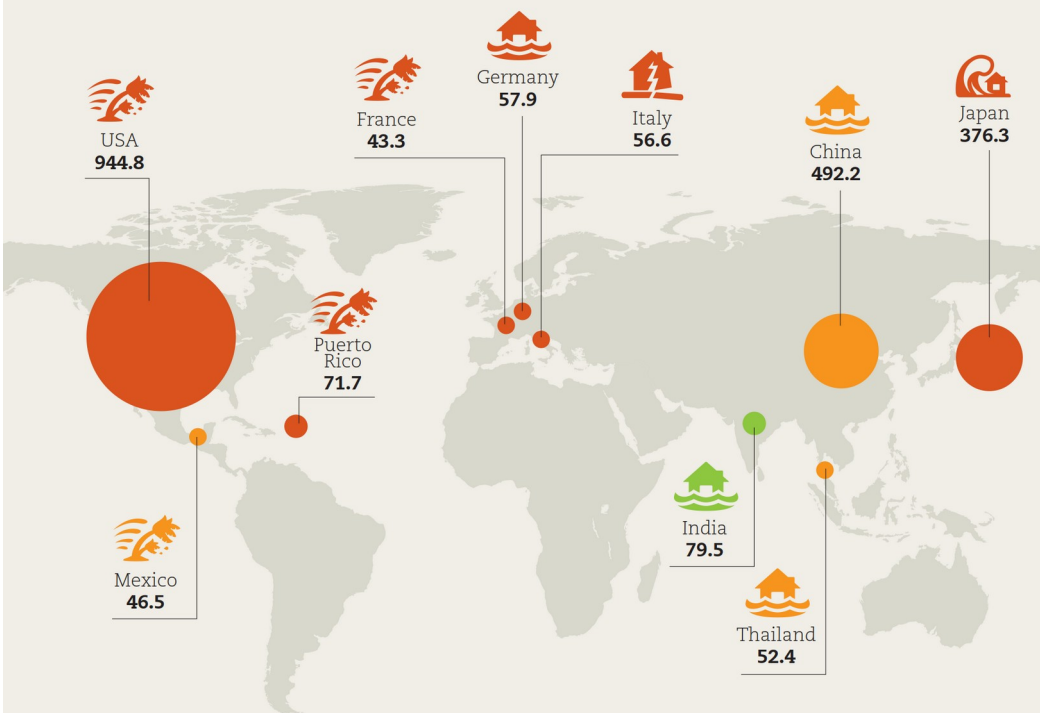 USA
944.8
France
43.3
Germany
57.9
Italy
56.6
China
492.2
Japan
376.3
Puerto
Rico
71.7
Mexico
46.5
India
79.5
Thailand
52.4